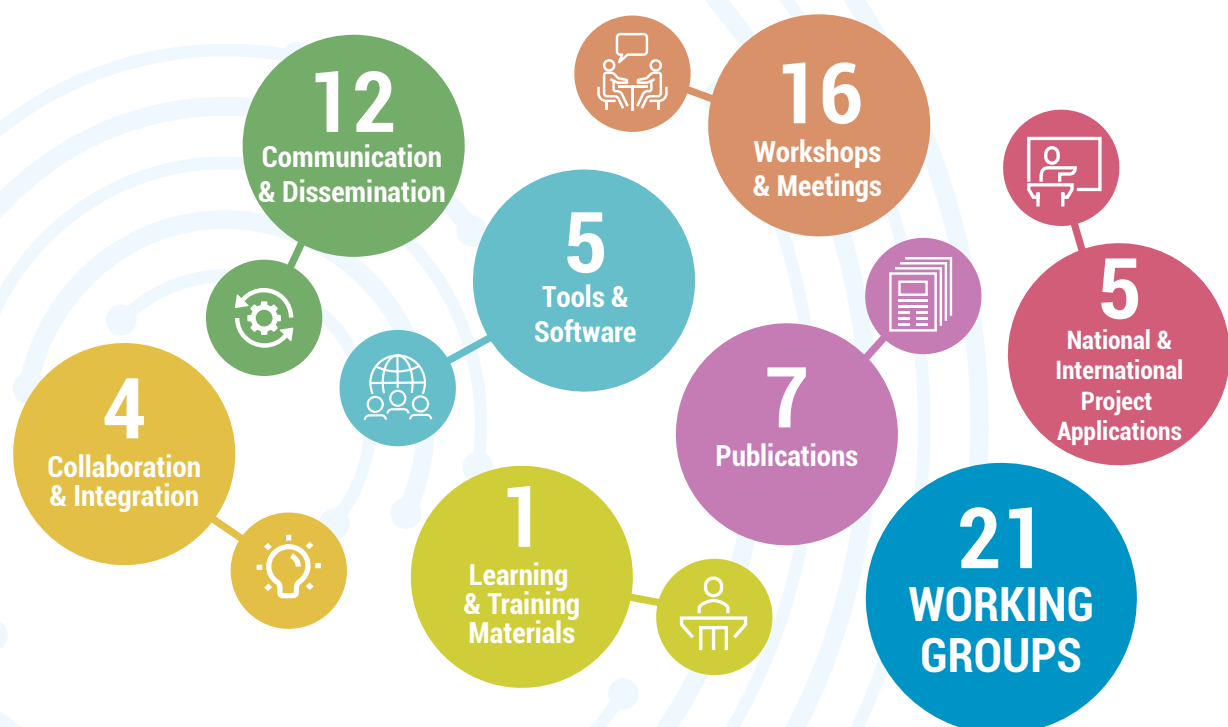 12
Communication
& Dissemination
16
Workshops
& Meetings
5
Tools &
Software
5
National &
International
Project
Applications
4
Collaboration
& Integration
7
Publications
1
Learning
& Training
Materials
21
WORKING
GROUPS